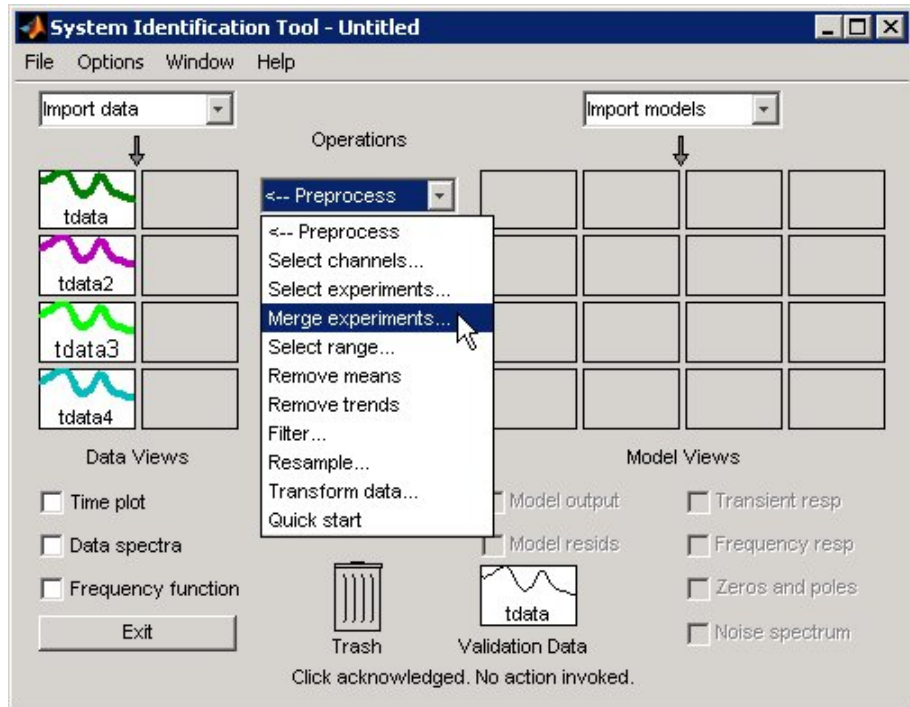 System Identification Tool - Untitled
File Options Window Help
Import data
Import models
Operations
<-- Preprocess
tdata
tdata2
tdata3
tdata4
<-- Preprocess
Select channels...
Select experiments...
Merge experiments...
Select range...
Remove means
Remove trends
Filter...
Resample...
Transform data...
Quick start
Data Views
Model Views
Time plot
Data spectra
Frequency function
Exit
Model output
Model resids
Transient resp
Frequency resp
Zeros and poles
Noise spectrum
Trash
tdata
Validation Data
Click acknowledged. No action invoked.